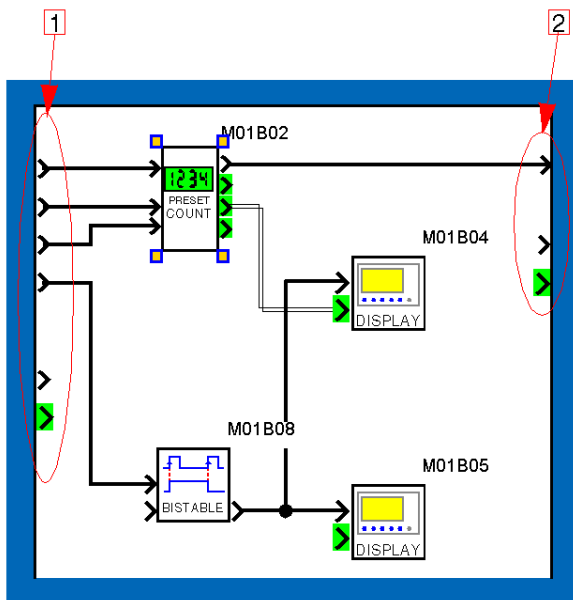 1
2
M01B02
1234
PRESET
COUNT
M01B04
DISPLAY
M01B08
BISTABLE
M01B05
DISPLAY